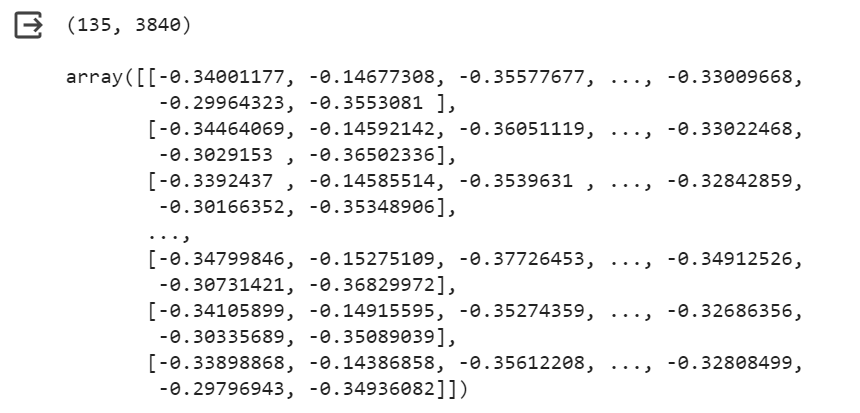 (135, 3840)
array([[-0.34001177, -0.14677308, -0.35577677, ..., -0.33009668,
-0.29964323, -0.3553081 ],
[-0.34464069, -0.14592142, -0.36051119, ..., -0.33022468,
-0.3029153 , -0.36502336],
[-0.3392437 , -0.14585514, -0.3539631 , ..., -0.32842859,
-0.30166352, -0.35348906],
...,
[-0.34799846, -0.15275109, -0.37726453, ..., -0.34912526,
-0.30731421, -0.36829972],
[-0.34105899, -0.14915595, -0.35274359, ..., -0.32686356,
-0.30335689, -0.35089039],
[-0.33898868, -0.14386858, -0.35612208, ..., -0.32808499,
-0.29796943, -0.34936082]])